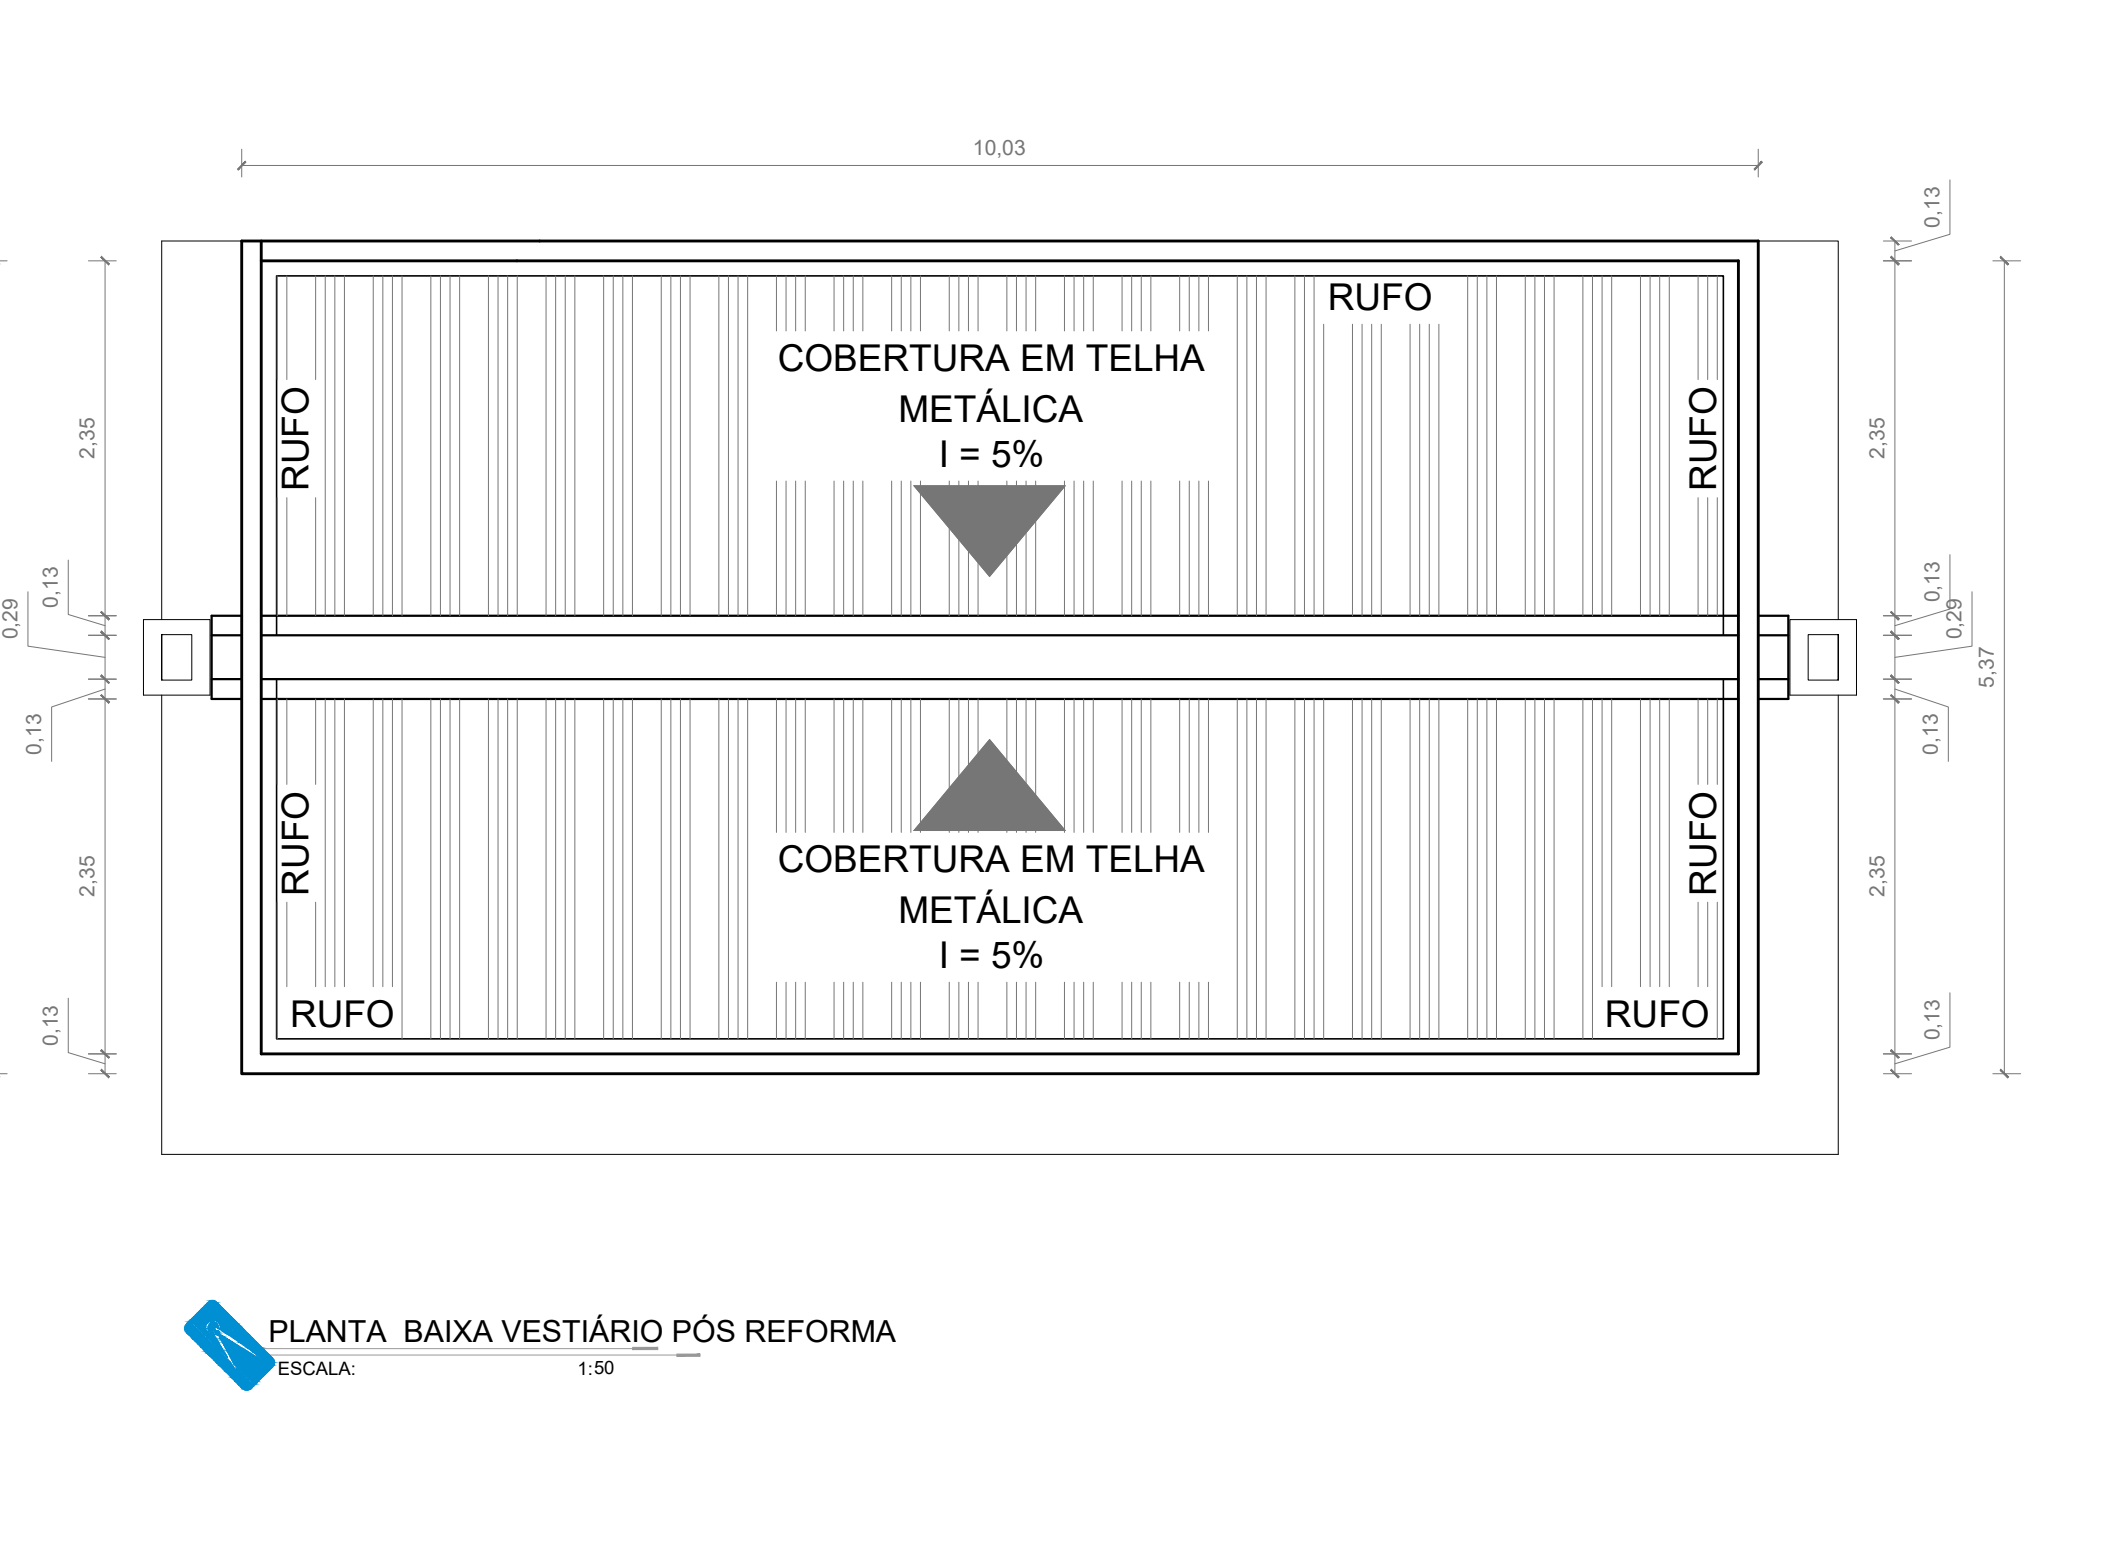 10,03
0,13
RUFO
COBERTURA EM TELHA
METÁLICA
I = 5%
RUFO
RUFO
2,35
2,35
0,13
0,29
0,13
0,13
0,29
0,13
5,37
RUFO
RUFO
COBERTURA EM TELHA
METÁLICA
I = 5%
2,35
2,35
RUFO
RUFO
0,13
0,13
PLANTA  BAIXA VESTIÁRIO PÓS REFORMA
ESCALA: 1:50